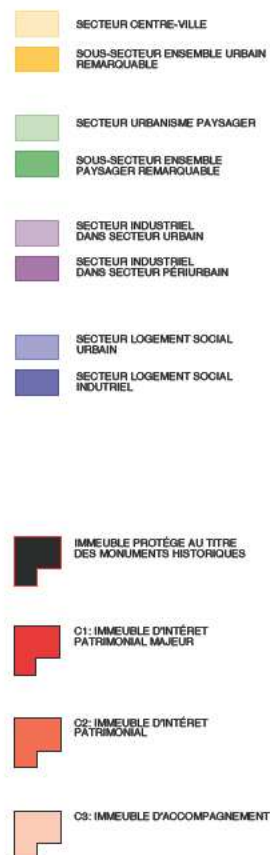 SECTEUR CENTRE-VILLE
SOUS-SECTEUR ENSEMBLE URBAIN
REMARQUABLE
SECTEUR URBANISME PAYSAGER
SOUS-SECTEUR ENSEMBLE
PAYSAGER REMARQUABLE
SECTEUR INDUSTRIEL
DANS SECTEUR URBAIN
SECTEUR INDUSTRIEL
DANS SECTEUR PÉRIURBAIN
SECTEUR LOGEMENT SOCIAL
URBAIN
SECTEUR LOGEMENT SOCIAL
INDUTRIEL
IMMEUBLE PROTÉGE AU TITRE
DES MONUMENTS HISTORIQUES
C1: IMMEUBLE D'INTÉRET
PATRIMONIAL MAJEUR
C2: IMMEUBLE D'INTÉRET
PATRIMONIAL
C3: IMMEUBLE D'ACCOMPAGNEMENT